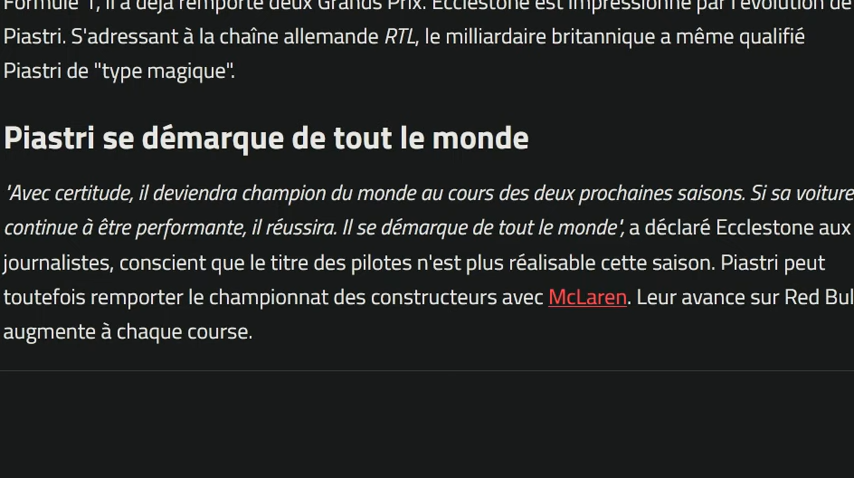 Formule 1, il a déjà remporté deux Grands Prix. Ecclestone est impressionné par l'évolution de
Piastri. S'adressant à la chaîne allemande RTL, le milliardaire britannique a même qualifié
Piastri de "type magique".
Piastri se démarque de tout le monde
"Avec certitude, il deviendra champion du monde au cours des deux prochaines saisons. Si sa voiture
continue à être performante, il réussira. Il se démarque de tout le monde", a déclaré Ecclestone aux
journalistes, conscient que le titre des pilotes n'est plus réalisable cette saison. Piastri peut
toutefois remporter le championnat des constructeurs avec McLaren. Leur avance sur Red Bul
augmente à chaque course.